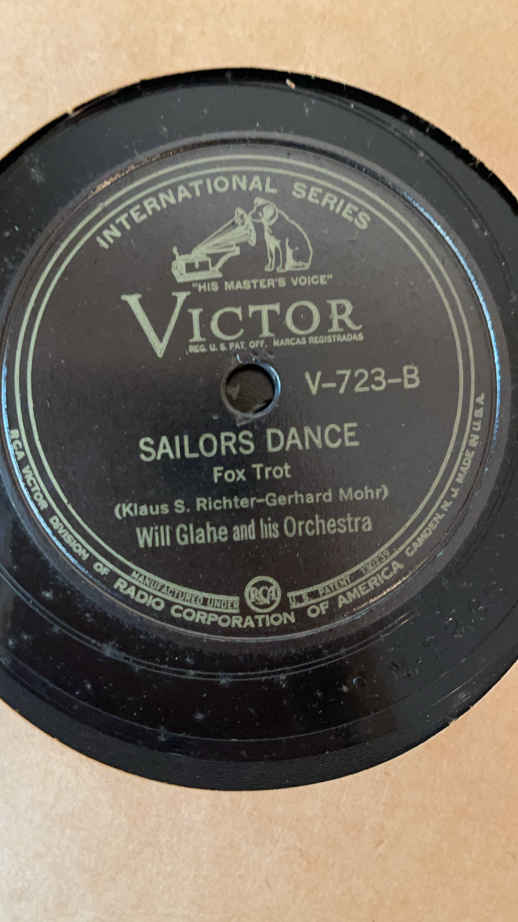 INTERNATIONAL SERIES
"HIS MASTER'S VOICE"
VICTOR
REG. U. S. PAT. OFF. MARCAS REGISTRADAS
V-723-B
SAILORS DANCE
Fox Trot
(Klaus S. Richter-Gerhard Mohr)
Will Glahe and his Orchestra
MANUFACTURED UNDER RCA U. S. PATENT
RCA VICTOR DIVISION OF RADIO CORPORATION OF AMERICA CAMDEN, N. J. MADE IN U.S.A.